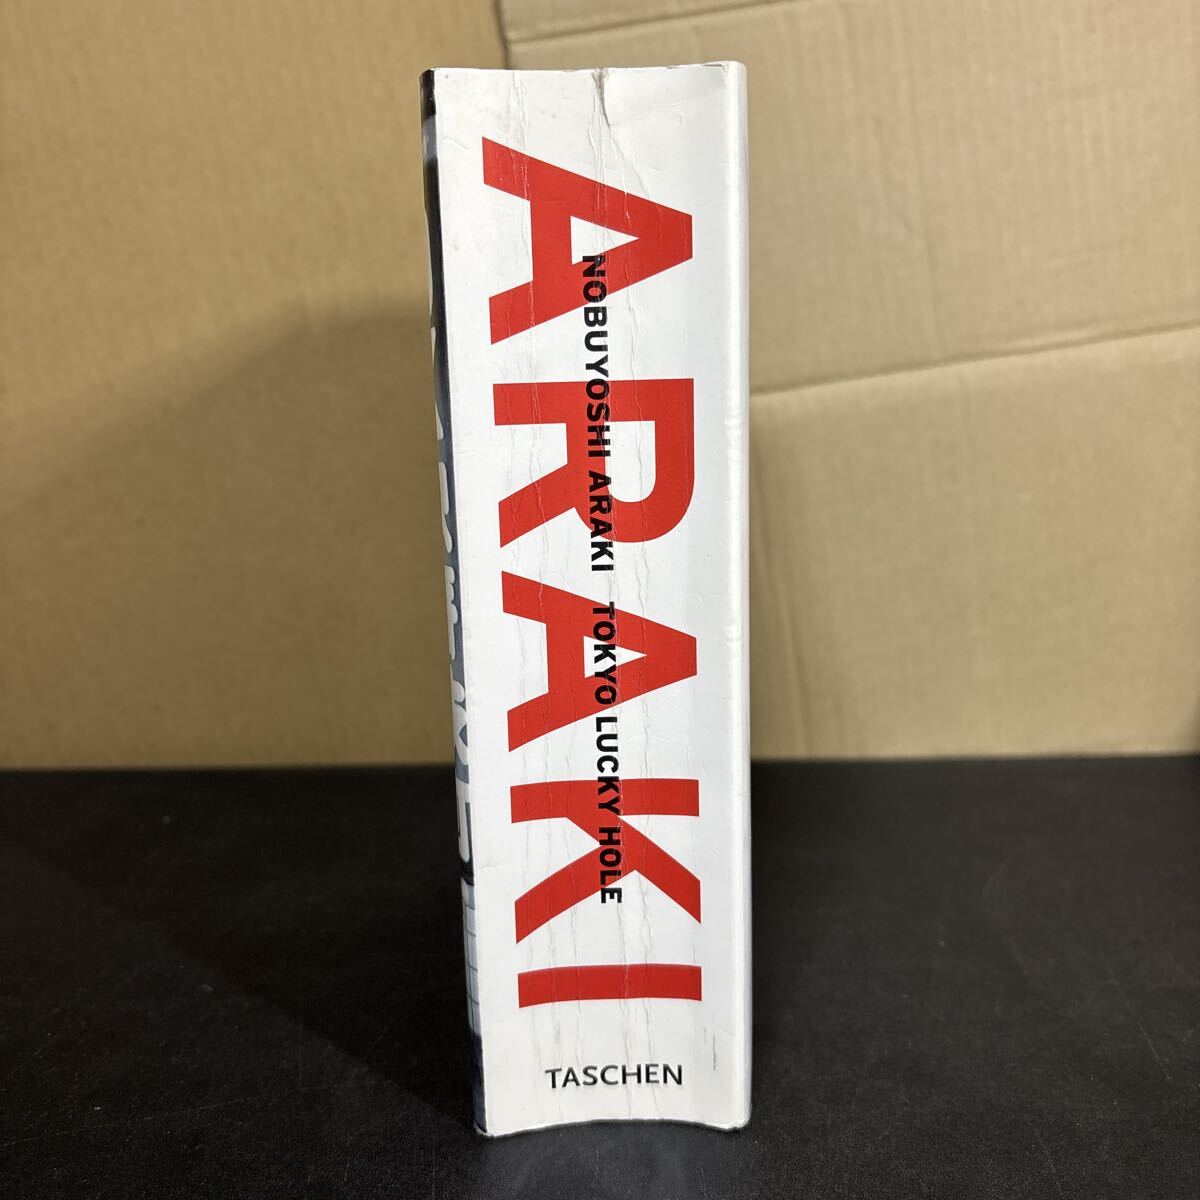 ARAKI
NOBUYOSHI ARAKI TOKYO LUCKY HOLE
TASCHEN